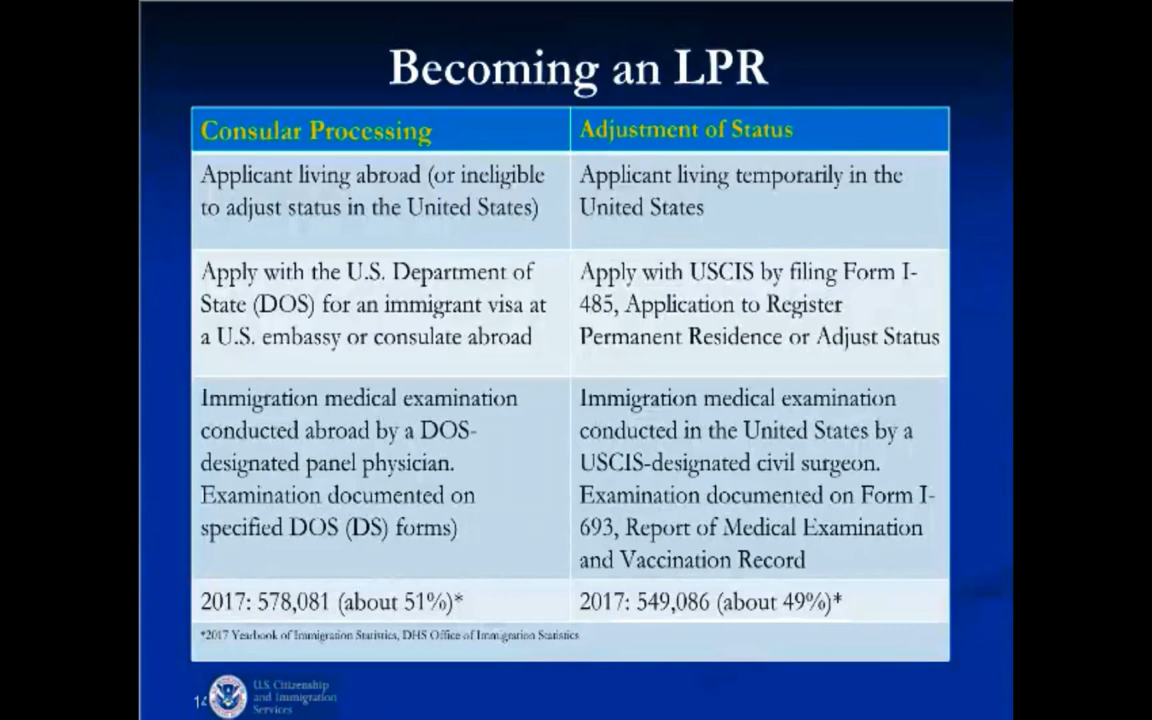 Becoming an LPR
Consular Processing
Adjustment of Status
Applicant living abroad (or ineligible
to adjust status in the United States)
Applicant living temporarily in the
United States
Apply with the U.S. Department of
State (DOS) for an immigrant visa at
a U.S. embassy or consulate abroad
Apply with USCIS by filing Form I-
485, Application to Register
Permanent Residence or Adjust Status
Immigration medical examination
conducted abroad by a DOS-
designated panel physician.
Examination documented on
specified DOS (DS) forms)
Immigration medical examination
conducted in the United States by a
USCIS-designated civil surgeon.
Examination documented on Form I-
693, Report of Medical Examination
and Vaccination Record
2017: 578,081 (about 51%)*
2017: 549,086 (about 49%)*
*2017 Yearbook of Immigration Statistics, DHS Office of Immigration Statistics
U.S. Citizenship
and Immigration
Services